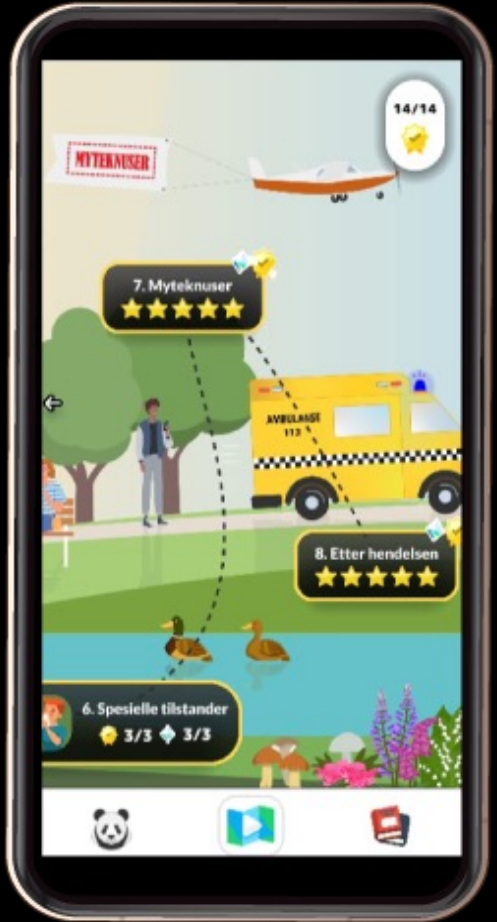 14/14
MYTEKNUSER
7. Myteknuser
AMBULANSE
113
8. Etter hendelsen
6. Spesielle tilstander
3/3 3/3